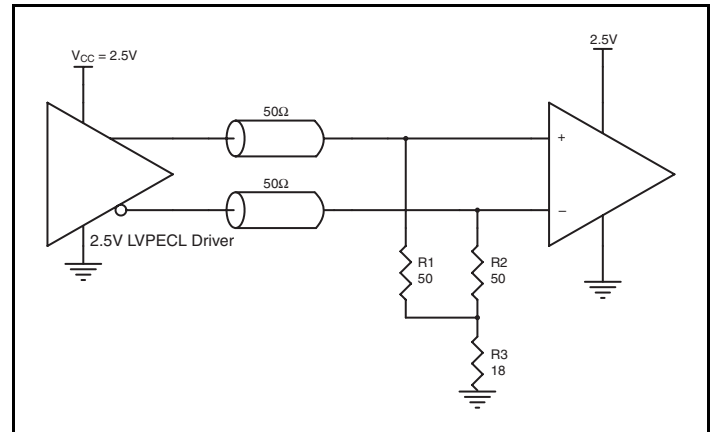 V_CC = 2.5V
2.5V
50Ω
+
50Ω
–
2.5V LVPECL Driver
R1
50
R2
50
R3
18